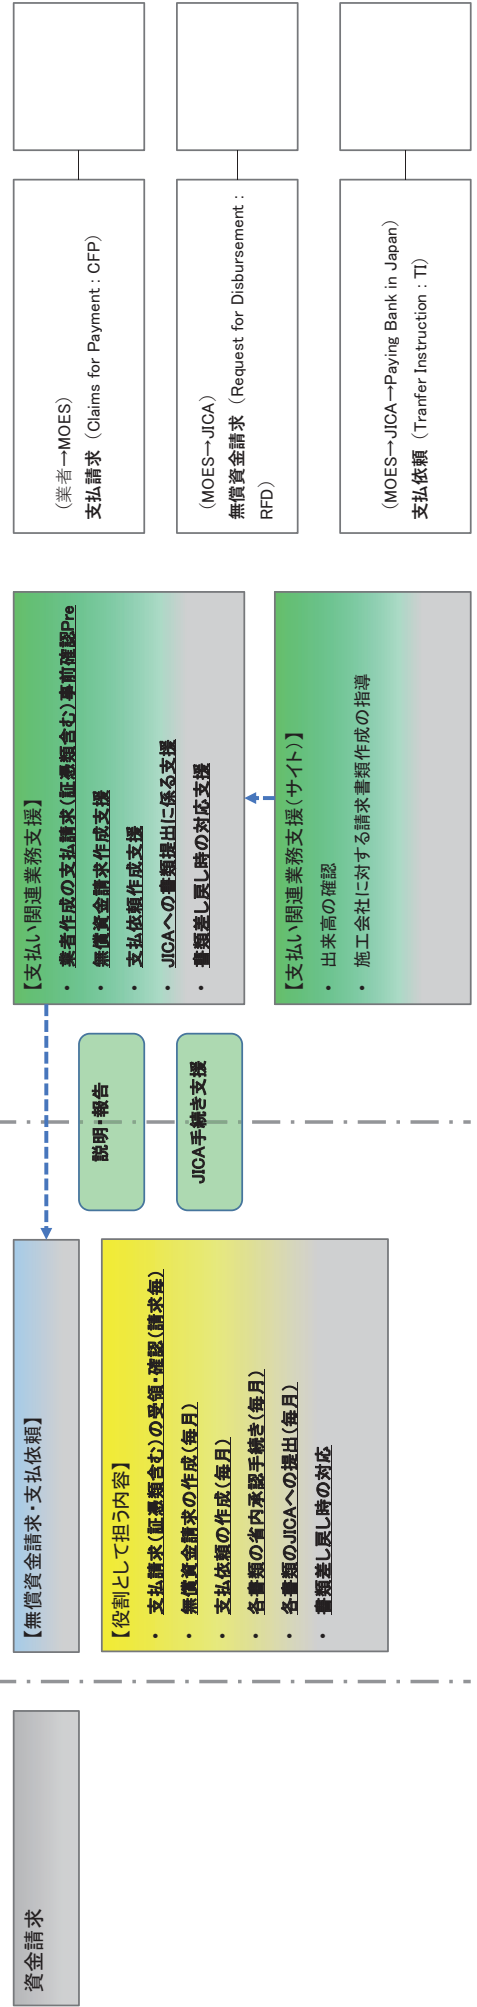 資金請求
【無償資金請求・支払依頼】
【役割として担う内容】
・ 支払請求（証憑類含む）の受領・確認（請求毎）
・ 無償資金請求の作成（毎月）
・ 支払依頼の作成（毎月）
・ 各書類の省内承認手続き（毎月）
・ 各書類のJICAへの提出（毎月）
・ 書類差し戻し時の対応
説明・報告
JICA手続き支援
【支払い関連業務支援】
・ 業者作成の支払請求（証憑類含む）事前確認Pre
・ 無償資金請求作成支援
・ 支払依頼作成支援
・ JICAへの書類提出に係る支援
・ 書類差し戻し時の対応支援
【支払い関連業務支援（サイト）】
・ 出来高の確認
・ 施工会社に対する請求書類作成の指導
（業者→MOES）
支払請求（Claims for Payment : CFP）
（MOES→JICA）
無償資金請求（Request for Disbursement :
RFD）
（MOES→JICA→Paying Bank in Japan）
支払依頼（Tranfer Instruction : TI）